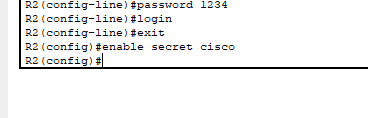 R2(config-line)#password 1234
R2(config-line)#login
R2(config-line)#exit
R2(config)#enable secret cisco
R2(config)#